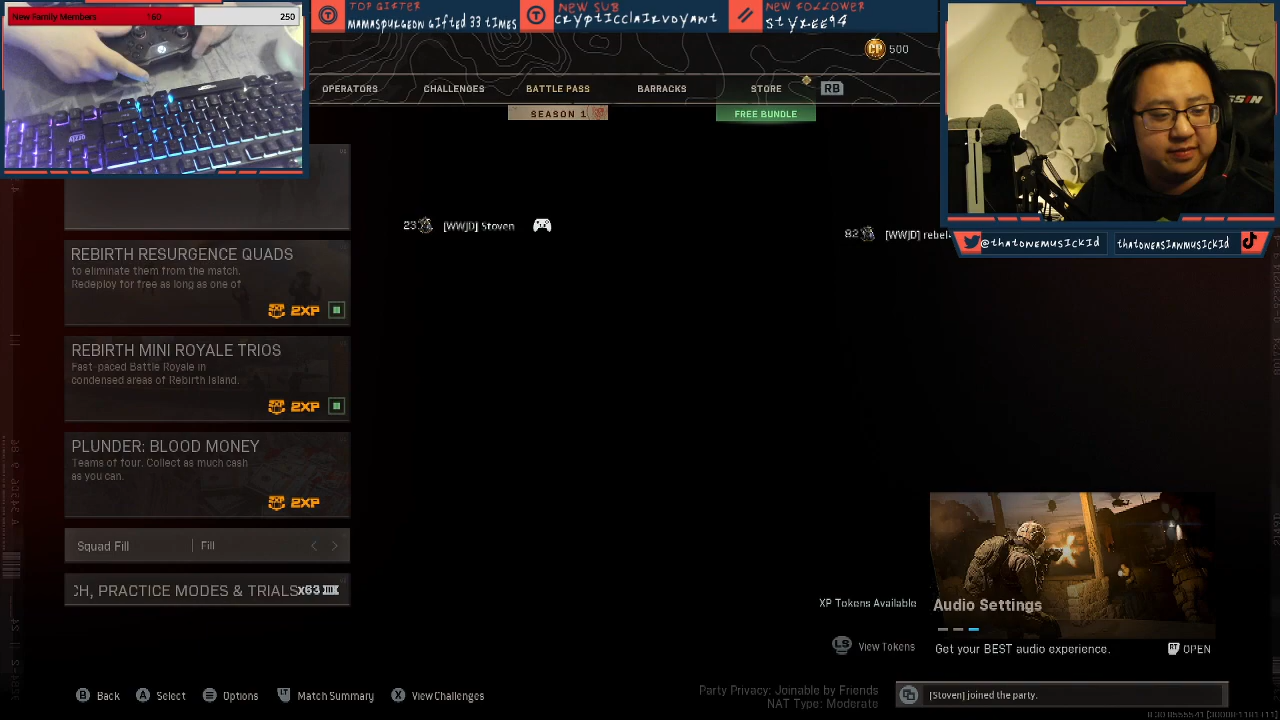 New Family Members 160 250
TOP GIFTER
mamaspurgeon Gifted 33 times
NEW SUB
crypticclairvoyant
NEW FOLLOWER
styxee94
CP 500
OPERATORS CHALLENGES BATTLE PASS BARRACKS STORE RB
SEASON 1 FREE BUNDLE
23 [WWJD] Stoven
82 [WWJD] rebel
@thatonemusickid thatoneasianmusickid
REBIRTH RESURGENCE QUADS
to eliminate them from the match.
Redeploy for free as long as one of
2XP
REBIRTH MINI ROYALE TRIOS
Fast-paced Battle Royale in
condensed areas of Rebirth Island.
2XP
PLUNDER: BLOOD MONEY
Teams of four. Collect as much cash
as you can.
2XP
Squad Fill Fill
CH, PRACTICE MODES & TRIALS x63
XP Tokens Available
LS View Tokens
Audio Settings
Get your BEST audio experience.
RT OPEN
B Back A Select Options LT Match Summary X View Challenges
Party Privacy: Joinable by Friends
NAT Type: Moderate
[Stoven] joined the party.